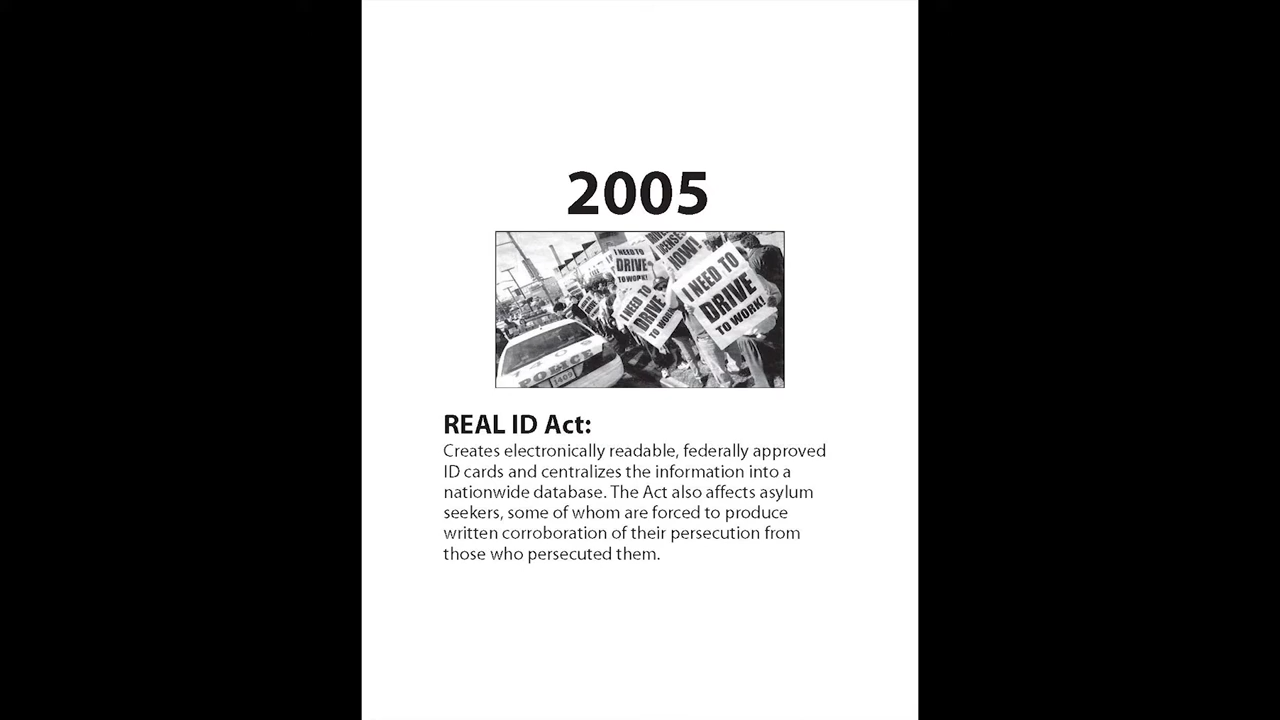 2005
I NEED TO
DRIVE
TO WORK!
LICENSES
NOW!
I NEED TO
DRIVE
TO WORK
I NEED TO
DRIVE
TO WORK!
POLICE
1409
REAL ID Act:
Creates electronically readable, federally approved
ID cards and centralizes the information into a
nationwide database. The Act also affects asylum
seekers, some of whom are forced to produce
written corroboration of their persecution from
those who persecuted them.